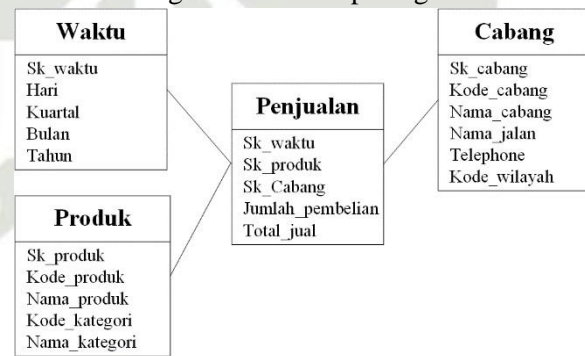 Waktu
Sk_waktu
Hari
Kuartal
Bulan
Tahun
Produk
Sk_produk
Kode_produk
Nama_produk
Kode_kategori
Nama_kategori
Penjualan
Sk_waktu
Sk_produk
Sk_Cabang
Jumlah_pembelian
Total_jual
Cabang
Sk_cabang
Kode_cabang
Nama_cabang
Nama_jalan
Telephone
Kode_wilayah